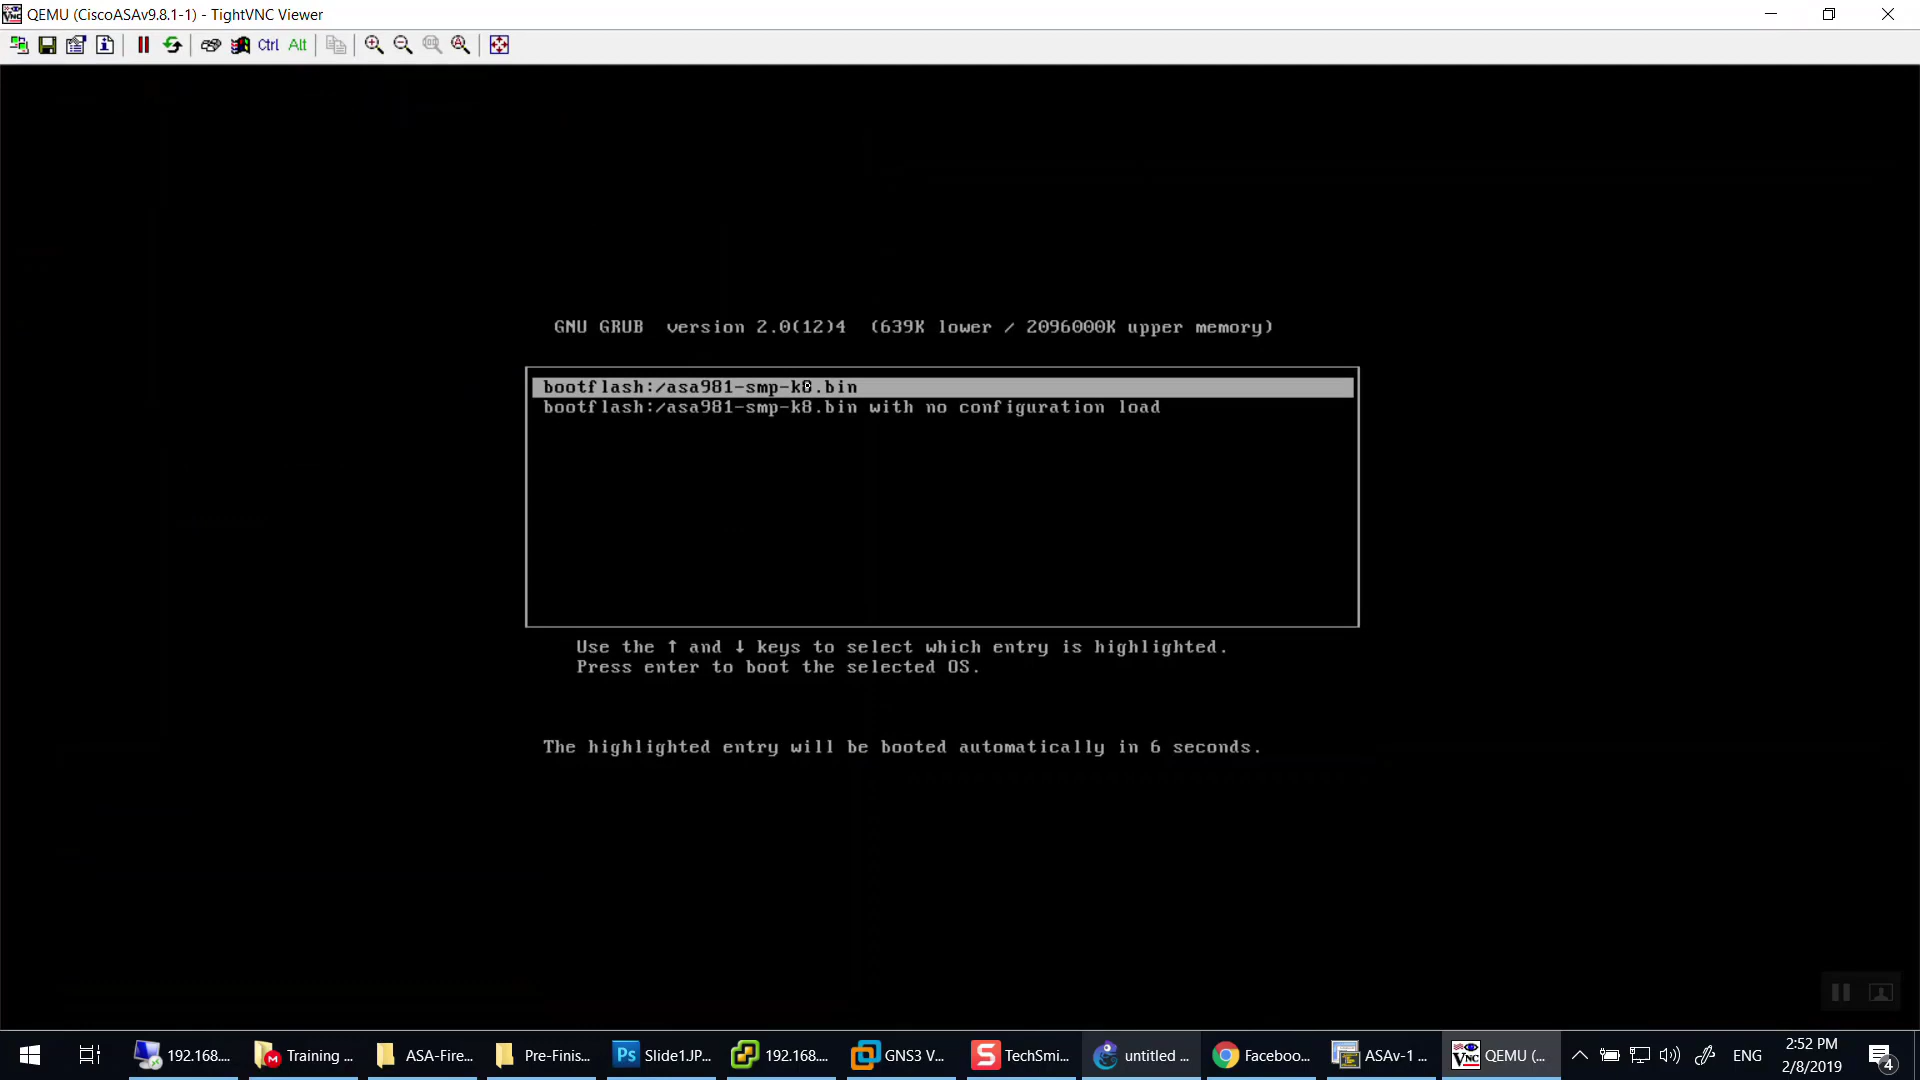 QEMU (CiscoASAv9.8.1-1) - TightVNC Viewer
Ctrl Alt
GNU GRUB version 2.0(12)4 (639K lower / 2096000K upper memory)
bootflash:/asa981-smp-k8.bin
bootflash:/asa981-smp-k8.bin with no configuration load
Use the ↑ and ↓ keys to select which entry is highlighted.
Press enter to boot the selected OS.
The highlighted entry will be booted automatically in 6 seconds.
192.168.... Training ... ASA-Fire... Pre-Finis... Ps Slide1.JP... 192.168.... GNS3 V... TechSmi... untitled ... Faceboo... ASAv-1 ... QEMU (... ENG 2:52 PM
2/8/2019 4